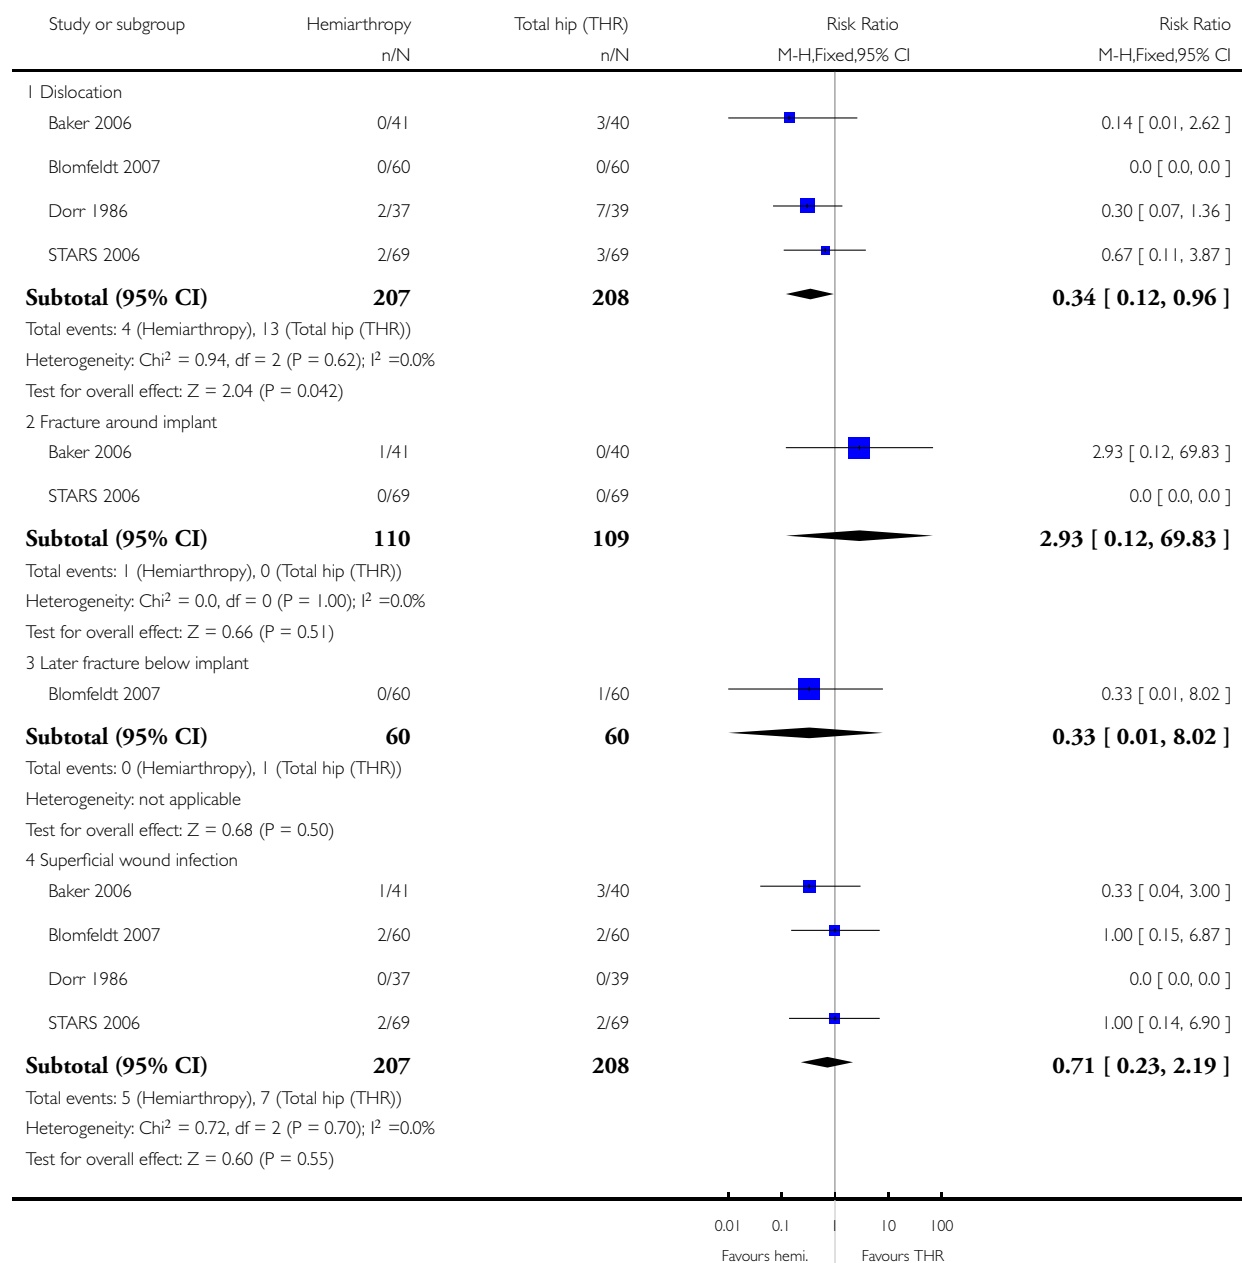 Study or subgroup Hemiarthropy Total hip (THR) Risk Ratio Risk Ratio
n/N n/N M-H,Fixed,95% CI M-H,Fixed,95% CI
1 Dislocation
Baker 2006 0/41 3/40 0.14 [ 0.01, 2.62 ]
Blomfeldt 2007 0/60 0/60 0.0 [ 0.0, 0.0 ]
Dorr 1986 2/37 7/39 0.30 [ 0.07, 1.36 ]
STARS 2006 2/69 3/69 0.67 [ 0.11, 3.87 ]
Subtotal (95% CI) 207 208 0.34 [ 0.12, 0.96 ]
Total events: 4 (Hemiarthropy), 13 (Total hip (THR))
Heterogeneity: Chi² = 0.94, df = 2 (P = 0.62); I² =0.0%
Test for overall effect: Z = 2.04 (P = 0.042)
2 Fracture around implant
Baker 2006 1/41 0/40 2.93 [ 0.12, 69.83 ]
STARS 2006 0/69 0/69 0.0 [ 0.0, 0.0 ]
Subtotal (95% CI) 110 109 2.93 [ 0.12, 69.83 ]
Total events: 1 (Hemiarthropy), 0 (Total hip (THR))
Heterogeneity: Chi² = 0.0, df = 0 (P = 1.00); I² =0.0%
Test for overall effect: Z = 0.66 (P = 0.51)
3 Later fracture below implant
Blomfeldt 2007 0/60 1/60 0.33 [ 0.01, 8.02 ]
Subtotal (95% CI) 60 60 0.33 [ 0.01, 8.02 ]
Total events: 0 (Hemiarthropy), 1 (Total hip (THR))
Heterogeneity: not applicable
Test for overall effect: Z = 0.68 (P = 0.50)
4 Superficial wound infection
Baker 2006 1/41 3/40 0.33 [ 0.04, 3.00 ]
Blomfeldt 2007 2/60 2/60 1.00 [ 0.15, 6.87 ]
Dorr 1986 0/37 0/39 0.0 [ 0.0, 0.0 ]
STARS 2006 2/69 2/69 1.00 [ 0.14, 6.90 ]
Subtotal (95% CI) 207 208 0.71 [ 0.23, 2.19 ]
Total events: 5 (Hemiarthropy), 7 (Total hip (THR))
Heterogeneity: Chi² = 0.72, df = 2 (P = 0.70); I² =0.0%
Test for overall effect: Z = 0.60 (P = 0.55)
0.01 0.1 1 10 100
Favours hemi. Favours THR